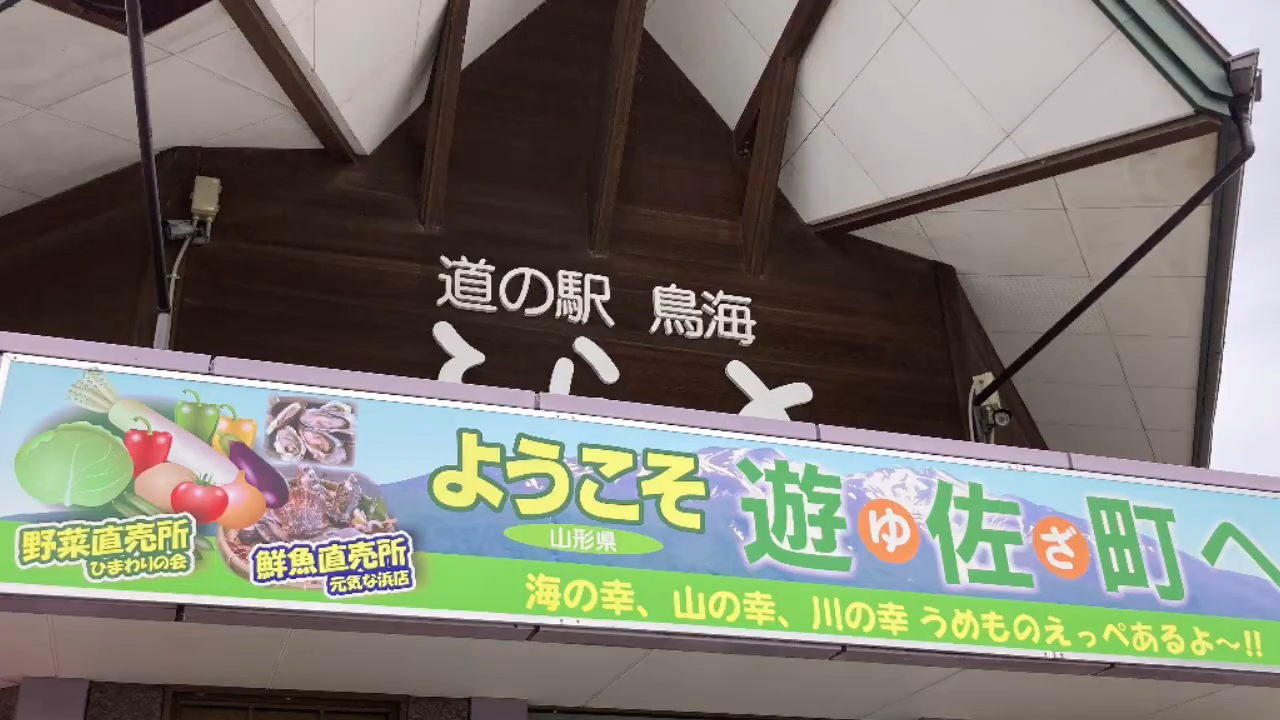 道の駅 鳥海
ようこそ 遊ゆ佐ざ町へ
山形県
野菜直売所
ひまわりの会
鮮魚直売所
元気な浜店
海の幸、山の幸、川の幸 うめものえっぺあるよ〜!!